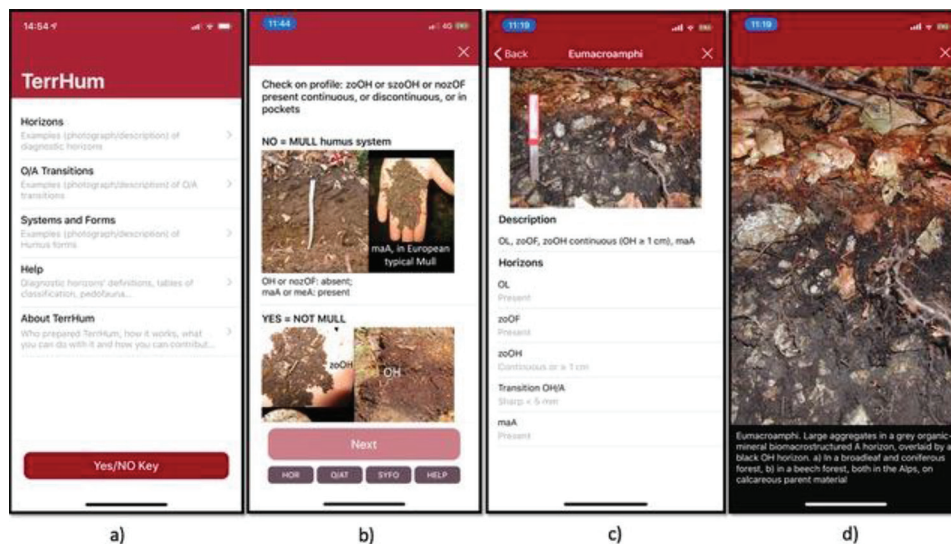 14:54
TerrHum
Horizons
Examples (photograph/description) of
diagnostic horizons
O/A Transitions
Examples (photograph/description) of O/A
transitions
Systems and Forms
Examples (photograph/description) of
Humus forms
Help
Diagnostic horizons' definitions, tables of
classification, pedofauna...
About TerrHum
Who prepared TerrHum, how it works, what
you can do with it and how you can contribut...
Yes/NO Key
a)
11:44
4G
Check on profile: zoOH or szoOH or nozOF
present continuous, or discontinuous, or in
pockets
NO = MULL humus system
A
maA, in European
typical Mull
OH or nozOF: absent;
maA or meA: present
YES = NOT MULL
zoOH
OH
Next
HOR O/AT SYFO HELP
b)
11:19
Back Eumacroamphi
Description
OL, zoOF, zoOH continuous (OH ≥ 1 cm), maA
Horizons
OL
Present
zoOF
Present
zoOH
Continuous or ≥ 1 cm
Transition OH/A
Sharp < 5 mm
maA
Present
c)
11:19
Eumacroamphi. Large aggregates in a grey organic-
mineral biomacrostructured A horizon, overlaid by a
black OH horizon. a) In a broadleaf and coniferous
forest, b) in a beech forest, both in the Alps, on
calcareous parent material
d)